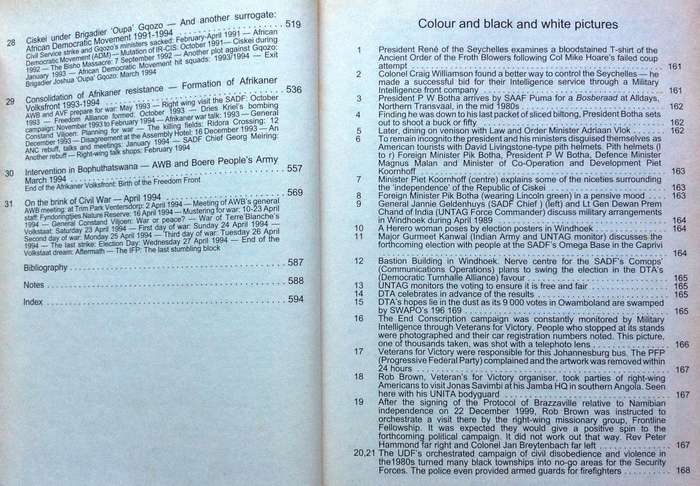 28 Ciskei under Brigadier 'Oupa' Gqozo — And another surrogate:
African Democratic Movement 1991-1994 519
Civil Service strike and Gqozo's ministers sacked: February-April 1991 — African
Democratic Movement (ADM) — Mutation of IR-CIS: October 1991— Ciskei during
1992 — The Bisho Massacre: 7 September 1992 — Another plot against Gqozo:
January 1993 — African Democratic Movement hit squads: 1993/1994 — Exit
Brigadier Joshua 'Oupa' Gqozo: March 1994
29 Consolidation of Afrikaner resistance — Formation of Afrikaner
Volksfront 1993-1994 536
AWB and AVF prepare for war: May 1993 — Right wing visit the SADF: October
1993 — Freedom Alliance formed: October 1993 — Dries Kriel's bombing
campaign: November 1993 to February 1994 — Afrikaner war talk: 1993 — General
Constand Viljoen: Planning for war — The killing fields: Ridora Crossing: 12
December 1993 — Disagreement at the Assembly Hotel: 16 December 1993 — An
ANC rebuff, talks and meetings: January 1994 — SADF Chief Georg Meiring:
Another rebuff — Right-wing talk shops: February 1994
30 Intervention in Bophuthatswana — AWB and Boere People's Army
March 1994 557
End of the Afrikaner Volksfront: Birth of the Freedom Front
31 On the brink of Civil War — April 1994 569
AWB meeting: at Trim Park Ventersdorp: 2 April 1994 — Meeting of AWB's general
staff: Fyndoringtjies Nature Reserve: 16 April 1994 — Mustering for war: 10-23 April
1994 — General Constand Viljoen: War or peace? — War of Terre'Blanche's
Volkstaat: Saturday 23 April 1994 — First day of war: Sunday 24 April 1994 —
Second day of war: Monday 25 April 1994 — Third day of war: Tuesday 26 April
1994 — The last strike: Election Day: Wednesday 27 April 1994 — End of the
Volkstaat dream: Aftermath — The IFP: The last stumbling block
Bibliography 587
Notes 588
Index 594
Colour and black and white pictures
1 President René of the Seychelles examines a bloodstained T-shirt of the
Ancient Order of the Froth Blowers following Col Mike Hoare's failed coup
attempt 161
2 Colonel Craig Williamson found a better way to control the Seychelles — he
made a successful bid for their Intelligence service through a Military
Intelligence front company 161
3 President P W Botha arrives by SAAF Puma for a Bosberaad at Alldays,
Northern Transvaal, in the mid 1980s 162
4 Finding he was down to his last packet of sliced biltong, President Botha sets
out to shoot a buck or fifty 162
5 Later, dining on venison with Law and Order Minister Adriaan Vlok 162
6 To remain incognito the president and his ministers disguised themselves as
American tourists with David Livingstone-type pith helmets. Pith helmets (l
to r) Foreign Minister Pik Botha, President P W Botha, Defence Minister
Magnus Malan and Minister of Co-Operation and Development Piet
Koornhof 163
7 Minister Piet Koornhof (centre) explains some of the niceties surrounding
the 'independence' of the Republic of Ciskei 163
8 Foreign Minister Pik Botha (wearing Lincoln green) in a pensive mood 163
9 General Jannie Geldenhuys (SADF Chief ) (left) and Lt Gen Dewan Prem
Chand of India (UNTAG Force Commander) discuss military arrangements
in Windhoek during April 1989 164
10 A Herero woman poses by election posters in Windhoek 164
11 Major Gurmeet Kanwal (Indian Army and UNTAG monitor) discusses the
forthcoming election with people at the SADF's Omega Base in the Caprivi
164
12 Bastion Building in Windhoek. Nerve centre for the SADF's Comops'
(Communications Operations) plans to swing the election in the DTA's
(Democratic Turnhalle Alliance) favour 165
13 UNTAG monitors the voting to ensure it is free and fair 165
14 DTA celebrates in advance of the results 165
15 DTA's hopes lie in the dust as its 9 000 votes in Owamboland are swamped
by SWAPO's 196 169 165
16 The End Conscription campaign was constantly monitored by Military
Intelligence through Veterans for Victory. People who stopped at its stands
were photographed and their car registration numbers noted. This picture,
one of thousands taken, was shot with a telephoto lens 166
17 Veterans for Victory were responsible for this Johannesburg bus. The PFP
(Progressive Federal Party) complained and the artwork was removed within
24 hours 167
18 Rob Brown, Veteran's for Victory organiser, took parties of right-wing
Americans to visit Jonas Savimbi at his Jamba HQ in southern Angola. Seen
here with his UNITA bodyguard 167
19 After the signing of the Protocol of Brazzaville relative to Namibian
independence on 22 December 1999, Rob Brown was instructed to
orchestrate a visit there by the right-wing missionary group, Frontline
Fellowship. It was expected they would give a positive spin to the
forthcoming political campaign. It did not work out that way. Rev Peter
Hammond far right and Colonel Jan Breytenbach far left 167
20,21 The UDF's orchestrated campaign of civil disobedience and violence in
the1980s turned many black townships into no-go areas for the Security
Forces. The police even provided armed guards for firefighters 168